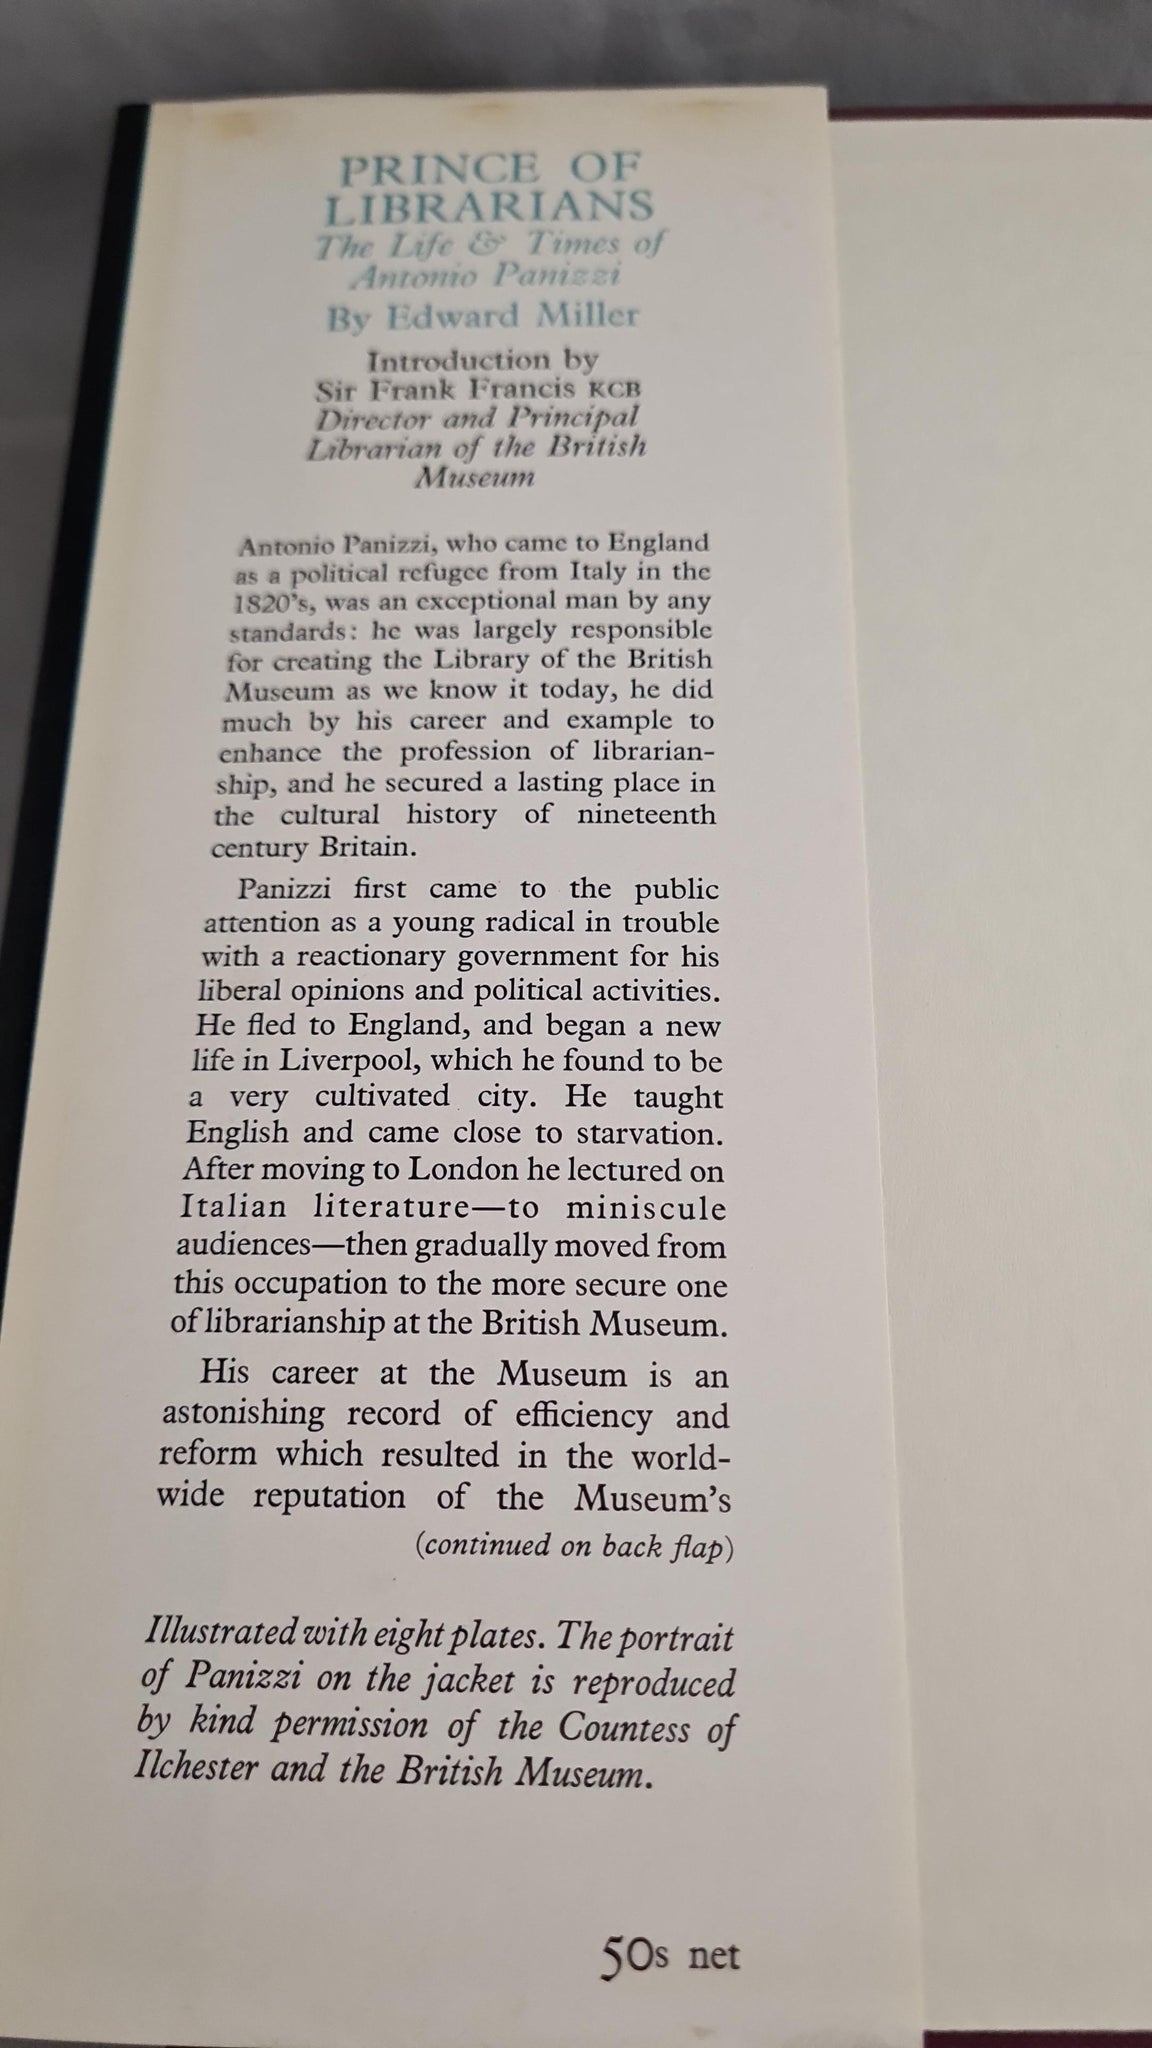 PRINCE OF
LIBRARIANS
The Life & Times of
Antonio Panizzi
By Edward Miller
Introduction by
Sir Frank Francis KCB
Director and Principal
Librarian of the British
Museum
Antonio Panizzi, who came to England
as a political refugee from Italy in the
1820's, was an exceptional man by any
standards: he was largely responsible
for creating the Library of the British
Museum as we know it today, he did
much by his career and example to
enhance the profession of librarian-
ship, and he secured a lasting place in
the cultural history of nineteenth
century Britain.
Panizzi first came to the public
attention as a young radical in trouble
with a reactionary government for his
liberal opinions and political activities.
He fled to England, and began a new
life in Liverpool, which he found to be
a very cultivated city. He taught
English and came close to starvation.
After moving to London he lectured on
Italian literature—to miniscule
audiences—then gradually moved from
this occupation to the more secure one
of librarianship at the British Museum.
His career at the Museum is an
astonishing record of efficiency and
reform which resulted in the world-
wide reputation of the Museum's
(continued on back flap)
Illustrated with eight plates. The portrait
of Panizzi on the jacket is reproduced
by kind permission of the Countess of
Ilchester and the British Museum.
50s net